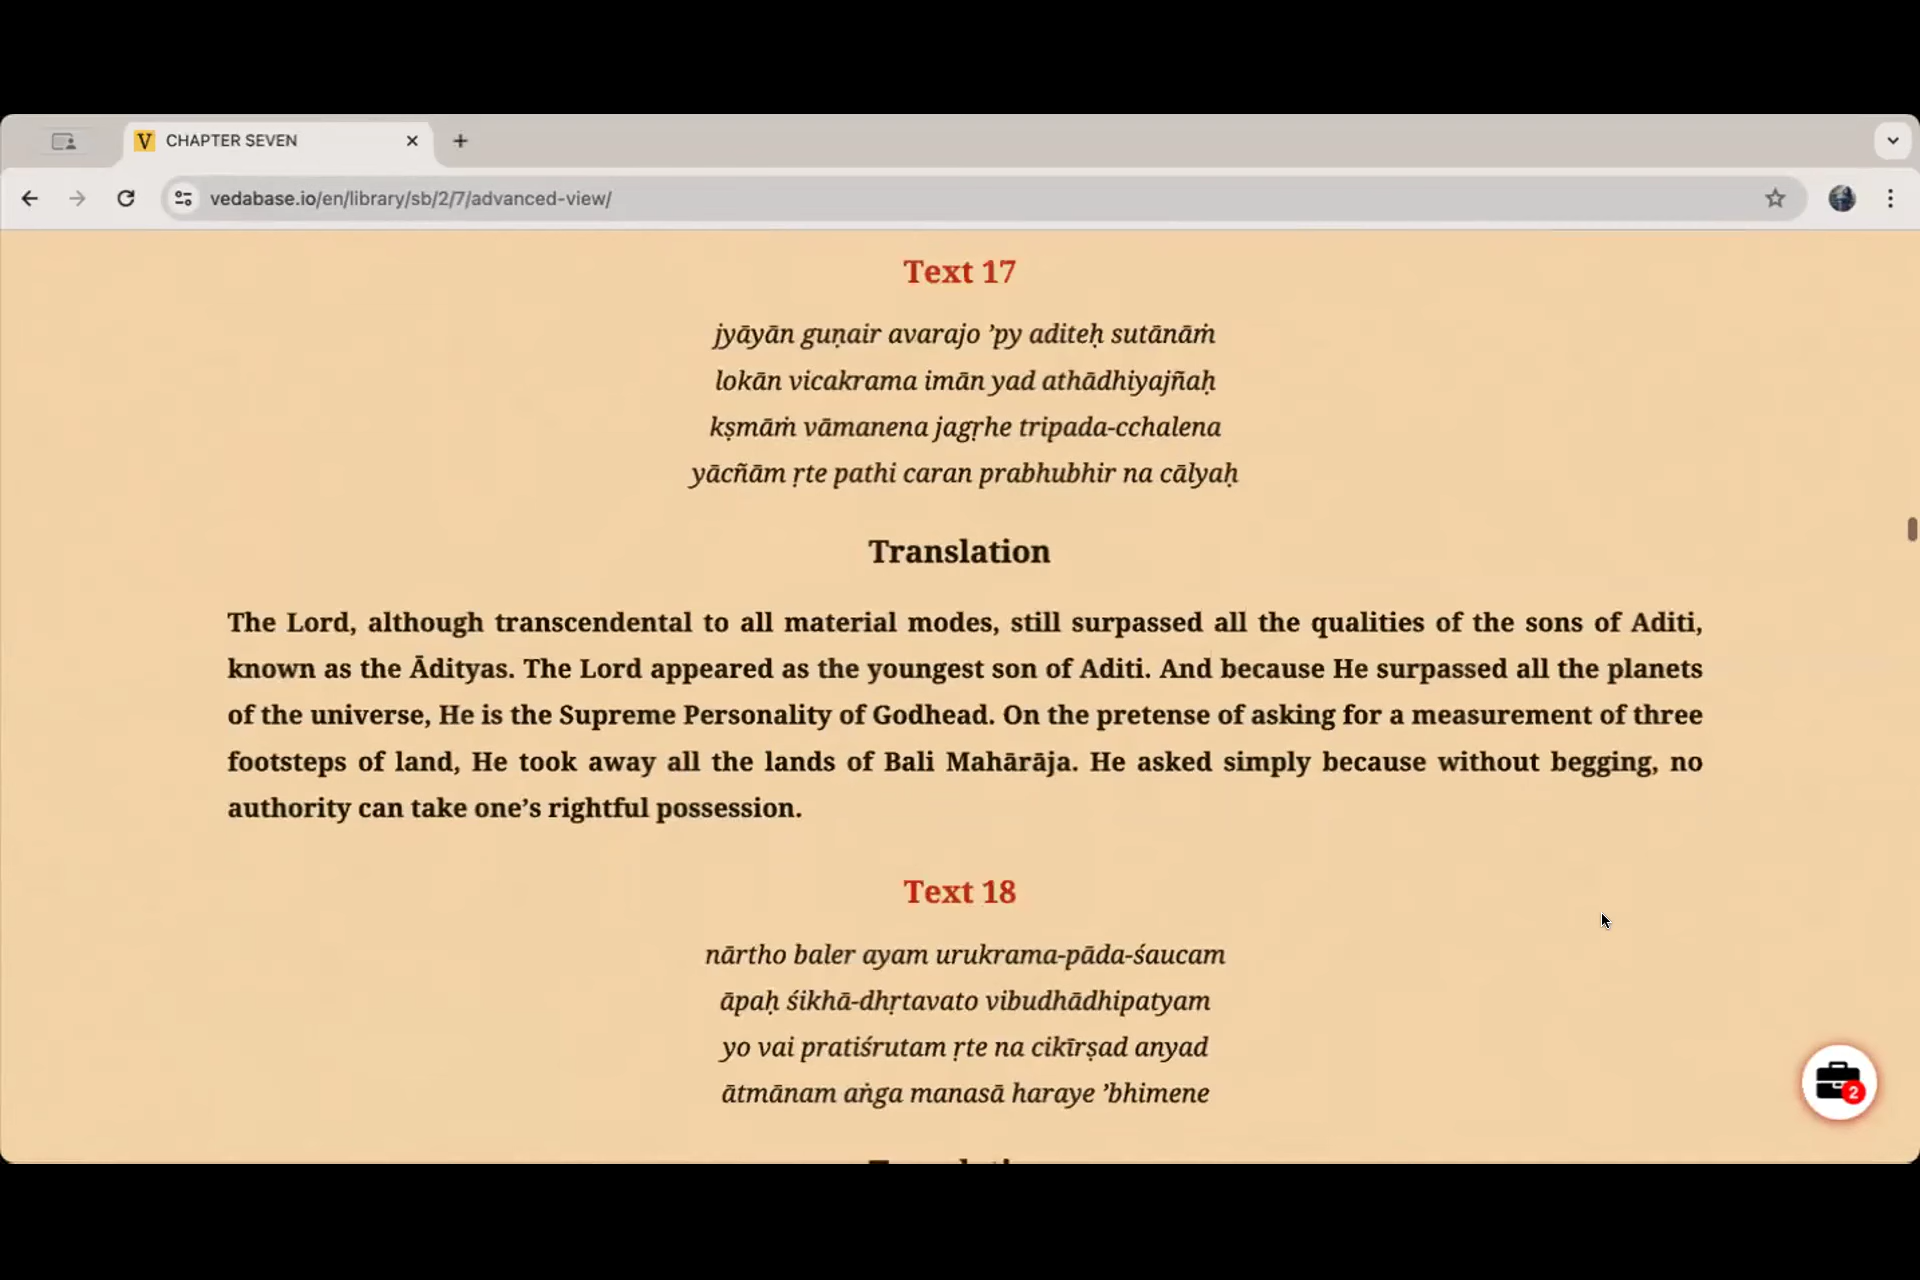 CHAPTER SEVEN
vedabase.io/en/library/sb/2/7/advanced-view/
Text 17
jyāyān guṇair avarajo ’py aditeḥ sutānāṁ
lokān vicakrama imān yad athādhiyajñaḥ
kṣmāṁ vāmanena jagṛhe tripada-cchalena
yācñām ṛte pathi caran prabhubhir na cālyaḥ
Translation
The Lord, although transcendental to all material modes, still surpassed all the qualities of the sons of Aditi,
known as the Ādityas. The Lord appeared as the youngest son of Aditi. And because He surpassed all the planets
of the universe, He is the Supreme Personality of Godhead. On the pretense of asking for a measurement of three
footsteps of land, He took away all the lands of Bali Mahārāja. He asked simply because without begging, no
authority can take one’s rightful possession.
Text 18
nārtho baler ayam urukrama-pāda-śaucam
āpaḥ śikhā-dhṛtavato vibudhādhipatyam
yo vai pratiśrutam ṛte na cikīrṣad anyad
ātmānam aṅga manasā haraye ’bhimene
2